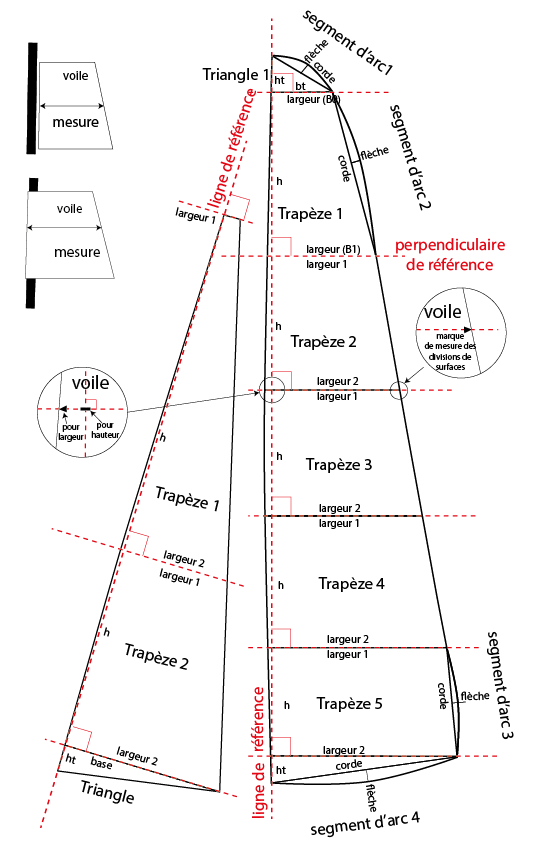 voile
mesure
voile
mesure
segment d'arc1
flèche
corde
Triangle 1
ht
bt
largeur (B0)
ligne de référence
segment d'arc 2
flèche
corde
h
largeur 1
Trapèze 1
largeur (B1)
largeur 1
perpendiculaire
de référence
h
Trapèze 2
voile
marque
de mesure des
divisions de
surfaces
largeur 2
largeur 1
voile
pour
largeur
pour
hauteur
h
Trapèze 1
h
Trapèze 3
largeur 2
largeur 1
largeur 2
largeur 1
h
Trapèze 4
h
Trapèze 2
largeur 2
largeur 1
segment d'arc 3
flèche
corde
ligne de référence
h
Trapèze 5
largeur 2
ht
base
largeur 2
Triangle
ht
corde
flèche
segment d'arc 4